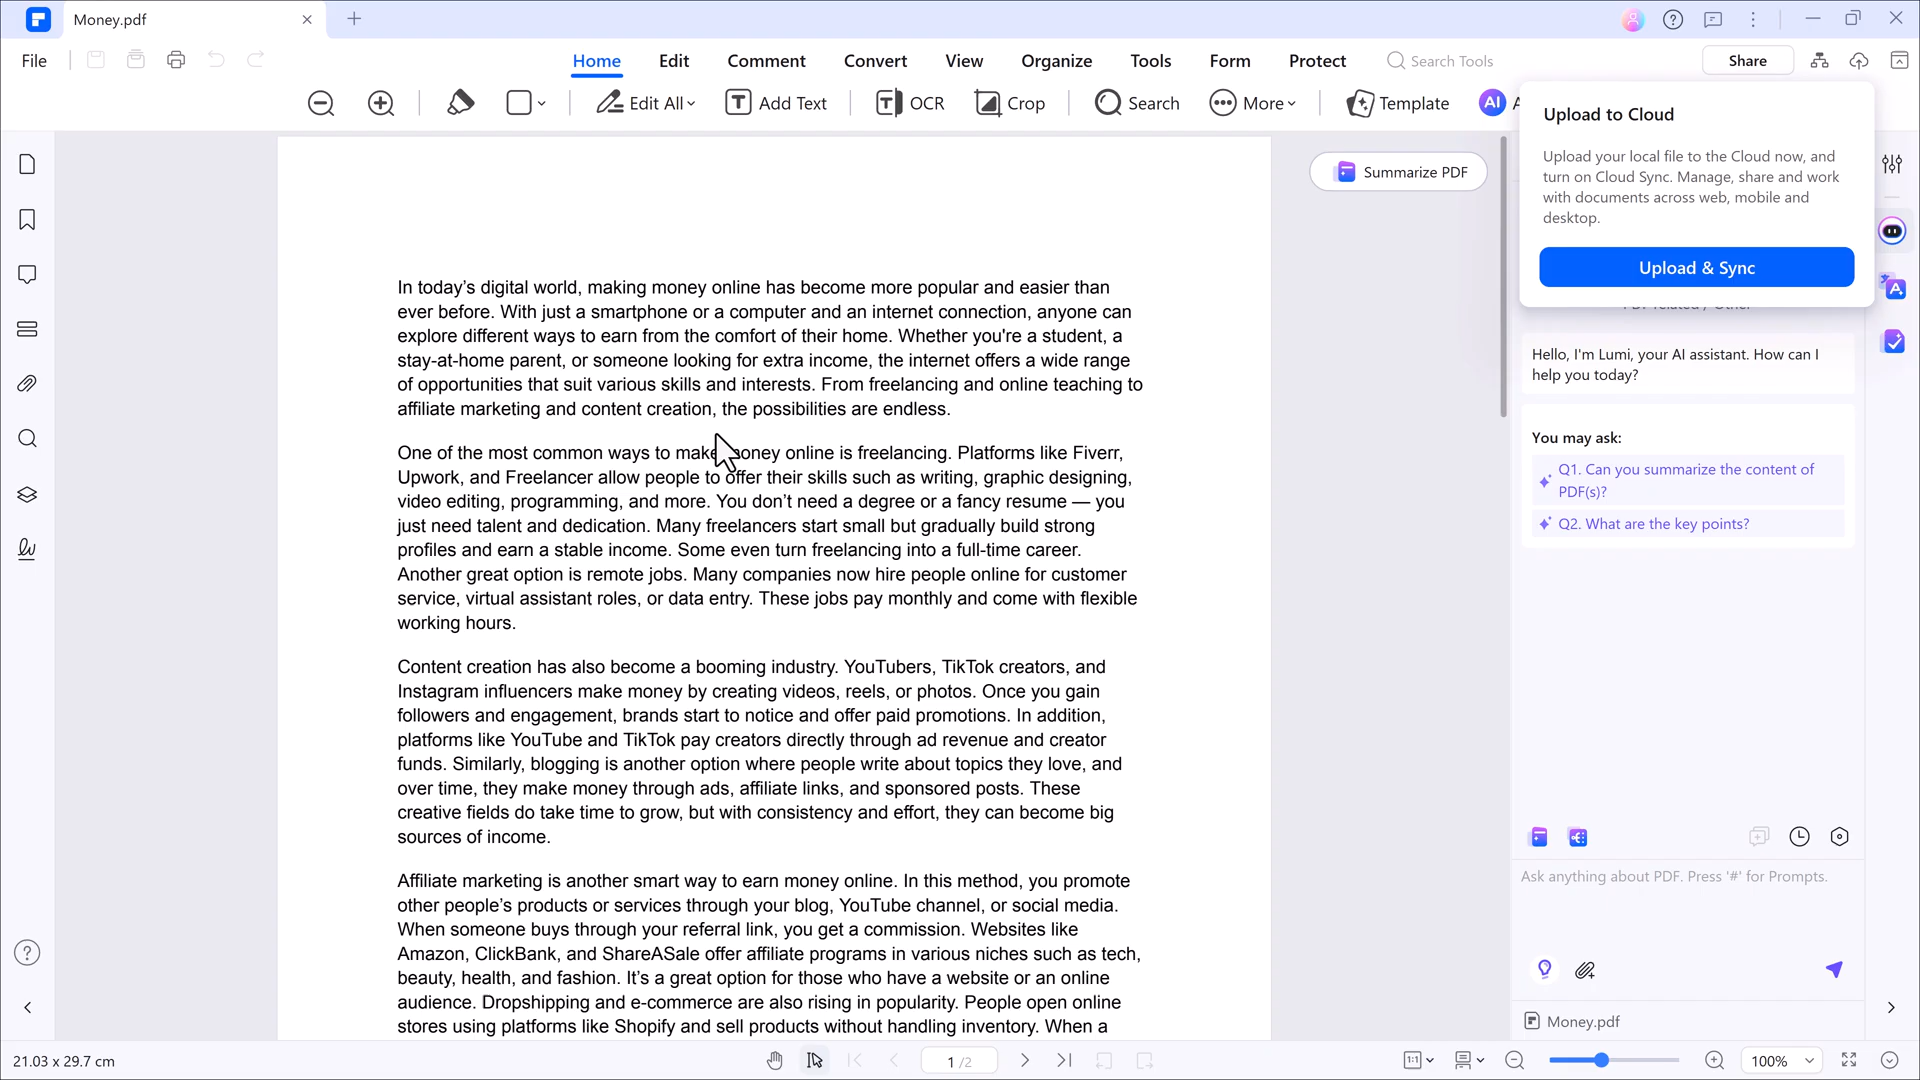 Money.pdf
File
Home
Edit
Comment
Convert
View
Organize
Tools
Form
Protect
Search Tools
Share
Edit All
Add Text
OCR
Crop
Search
More
Template
AI
Upload to Cloud
Upload your local file to the Cloud now, and
turn on Cloud Sync. Manage, share and work
with documents across web, mobile and
desktop.
Upload & Sync
Summarize PDF
In today's digital world, making money online has become more popular and easier than
ever before. With just a smartphone or a computer and an internet connection, anyone can
explore different ways to earn from the comfort of their home. Whether you're a student, a
stay-at-home parent, or someone looking for extra income, the internet offers a wide range
of opportunities that suit various skills and interests. From freelancing and online teaching to
affiliate marketing and content creation, the possibilities are endless.
One of the most common ways to make money online is freelancing. Platforms like Fiverr,
Upwork, and Freelancer allow people to offer their skills such as writing, graphic designing,
video editing, programming, and more. You don't need a degree or a fancy resume — you
just need talent and dedication. Many freelancers start small but gradually build strong
profiles and earn a stable income. Some even turn freelancing into a full-time career.
Another great option is remote jobs. Many companies now hire people online for customer
service, virtual assistant roles, or data entry. These jobs pay monthly and come with flexible
working hours.
Content creation has also become a booming industry. YouTubers, TikTok creators, and
Instagram influencers make money by creating videos, reels, or photos. Once you gain
followers and engagement, brands start to notice and offer paid promotions. In addition,
platforms like YouTube and TikTok pay creators directly through ad revenue and creator
funds. Similarly, blogging is another option where people write about topics they love, and
over time, they make money through ads, affiliate links, and sponsored posts. These
creative fields do take time to grow, but with consistency and effort, they can become big
sources of income.
Affiliate marketing is another smart way to earn money online. In this method, you promote
other people's products or services through your blog, YouTube channel, or social media.
When someone buys through your referral link, you get a commission. Websites like
Amazon, ClickBank, and ShareASale offer affiliate programs in various niches such as tech,
beauty, health, and fashion. It's a great option for those who have a website or an online
audience. Dropshipping and e-commerce are also rising in popularity. People open online
stores using platforms like Shopify and sell products without handling inventory. When a
Hello, I'm Lumi, your AI assistant. How can I
help you today?
You may ask:
Q1. Can you summarize the content of
PDF(s)?
Q2. What are the key points?
Ask anything about PDF. Press '#' for Prompts.
Money.pdf
21.03 x 29.7 cm
1 /2
1:1
100%